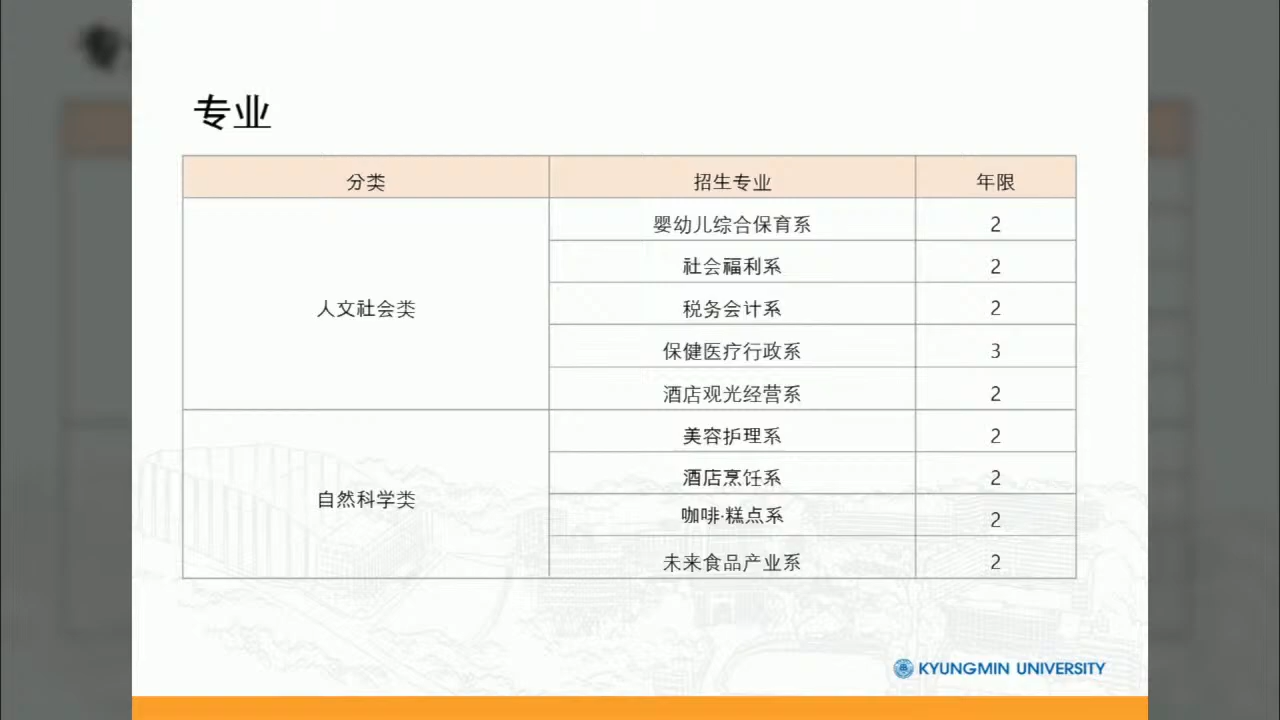 专业
分类 招生专业 年限
人文社会类
婴幼儿综合保育系 2
社会福利系 2
税务会计系 2
保健医疗行政系 3
酒店观光经营系 2
自然科学类
美容护理系 2
酒店烹饪系 2
咖啡·糕点系 2
未来食品产业系 2
KYUNGMIN UNIVERSITY